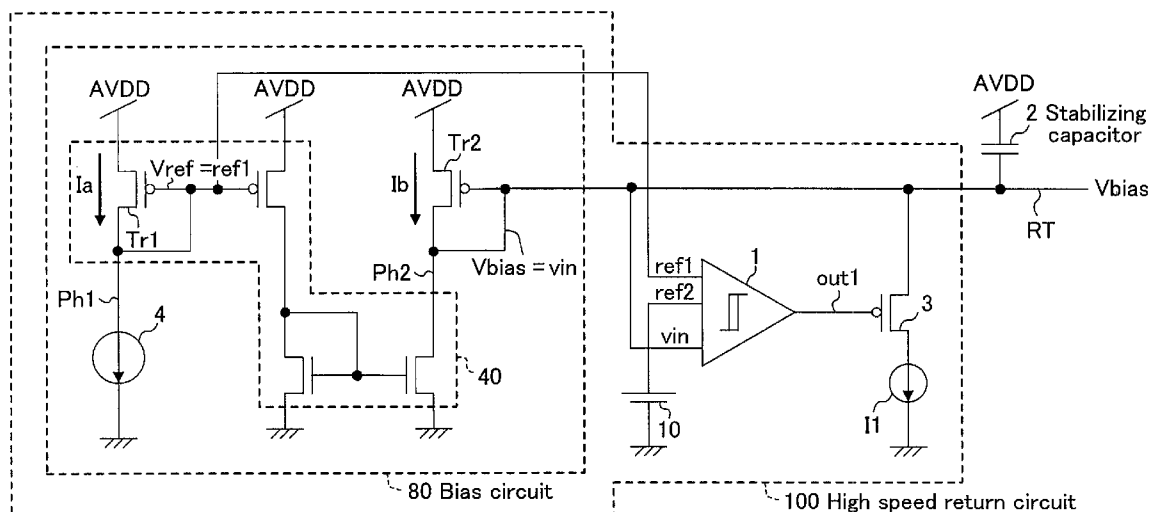 AVDD
AVDD
AVDD
AVDD
2 Stabilizing
capacitor
Tr2
Ia
Vref =ref1
Ib
Vbias
RT
Tr1
Vbias = vin
Ph2
1
ref1
out1
Ph1
ref2
3
4
vin
40
10
I1
80 Bias circuit
100 High speed return circuit